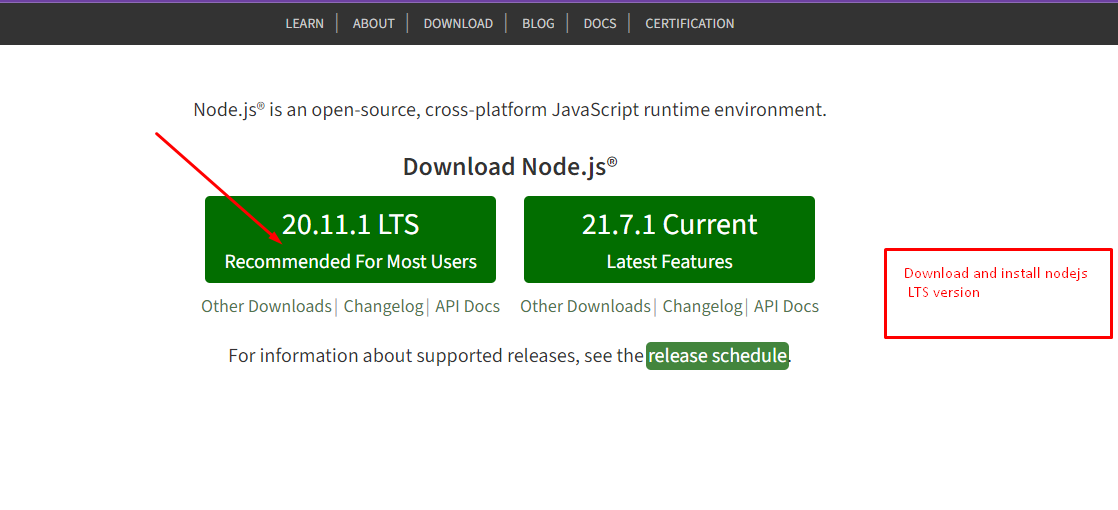 LEARN | ABOUT | DOWNLOAD | BLOG | DOCS | CERTIFICATION
Node.js® is an open-source, cross-platform JavaScript runtime environment.
Download Node.js®
20.11.1 LTS
Recommended For Most Users
21.7.1 Current
Latest Features
Other Downloads | Changelog | API Docs
Other Downloads | Changelog | API Docs
For information about supported releases, see the release schedule.
Download and install nodejs
LTS version